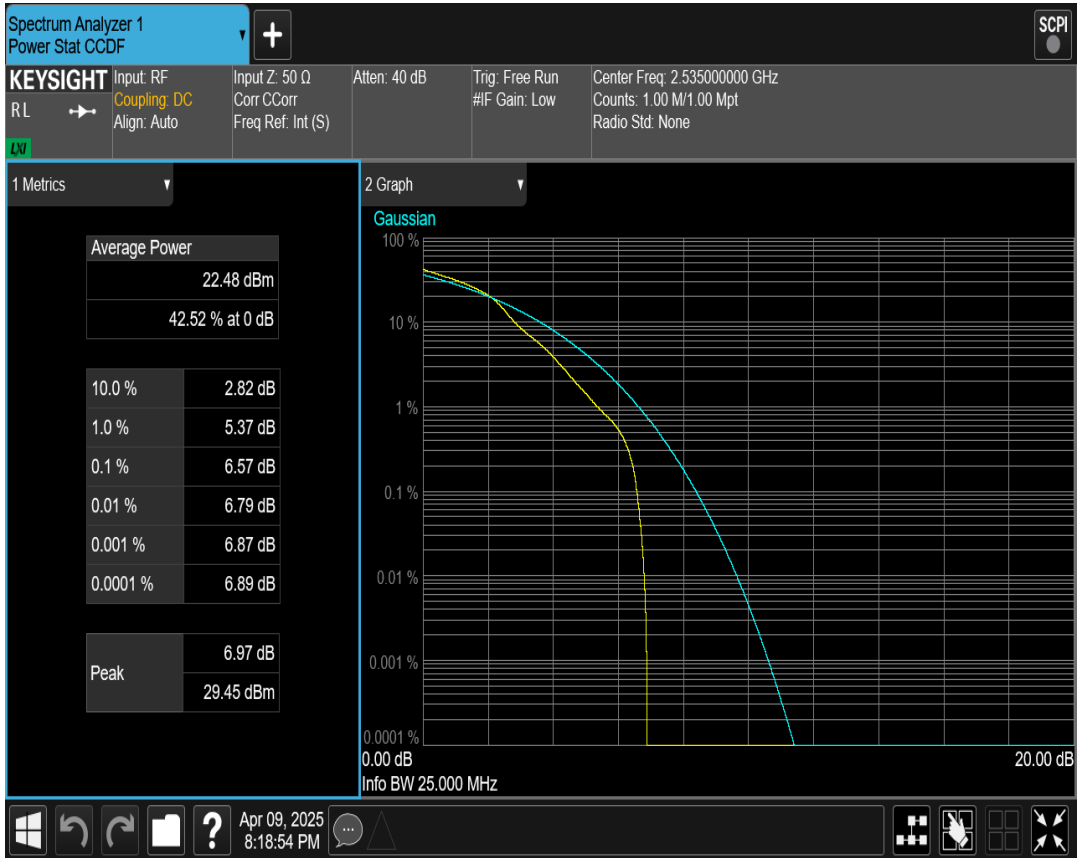 Spectrum Analyzer 1
Power Stat CCDF
+
SCPI
KEYSIGHT
RL
LXI
Input: RF
Coupling: DC
Align: Auto
Input Z: 50 Ω
Corr CCorr
Freq Ref: Int (S)
Atten: 40 dB
Trig: Free Run
#IF Gain: Low
Center Freq: 2.535000000 GHz
Counts: 1.00 M/1.00 Mpt
Radio Std: None
1 Metrics
Average Power
22.48 dBm
42.52 % at 0 dB
10.0 % 2.82 dB
1.0 % 5.37 dB
0.1 % 6.57 dB
0.01 % 6.79 dB
0.001 % 6.87 dB
0.0001 % 6.89 dB
Peak
6.97 dB
29.45 dBm
2 Graph
Gaussian
100 %
10 %
1 %
0.1 %
0.01 %
0.001 %
0.0001 %
0.00 dB 20.00 dB
Info BW 25.000 MHz
?
Apr 09, 2025
8:18:54 PM